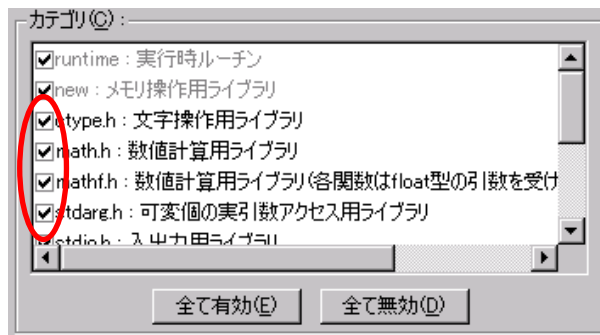 カテゴリ(C):
runtime : 実行時ルーチン
new : メモリ操作用ライブラリ
ctype.h : 文字操作用ライブラリ
math.h : 数値計算用ライブラリ
mathf.h : 数値計算用ライブラリ(各関数はfloat型の引数を受け
stdarg.h : 可変個の実引数アクセス用ライブラリ
stdio.h : 入出力用ライブラリ
全て有効(E) 全て無効(D)